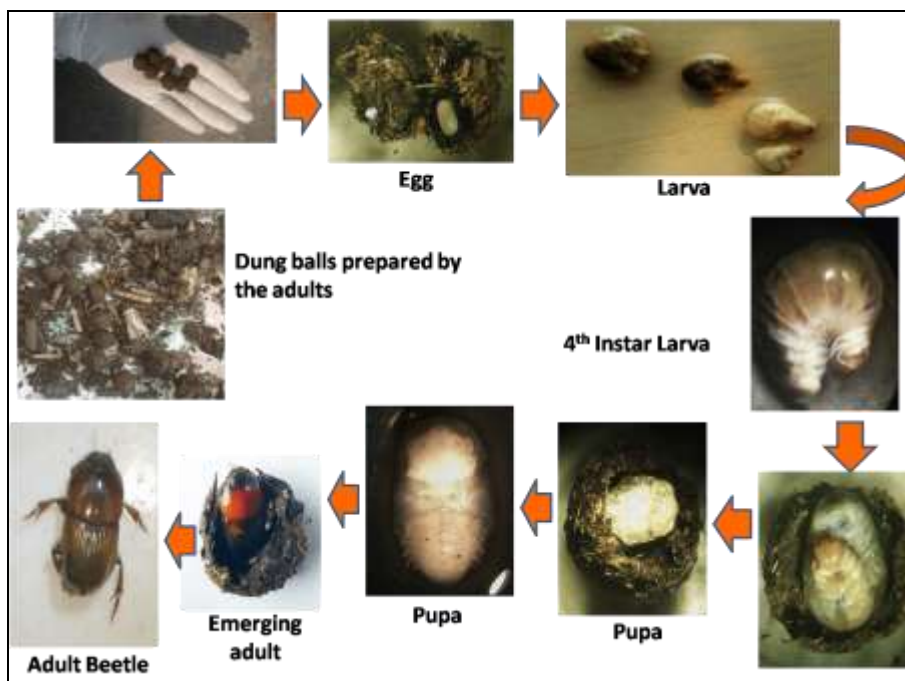 Egg
Larva
Dung balls prepared by
the adults
4th Instar Larva
Pupa
Pupa
Emerging
adult
Adult Beetle